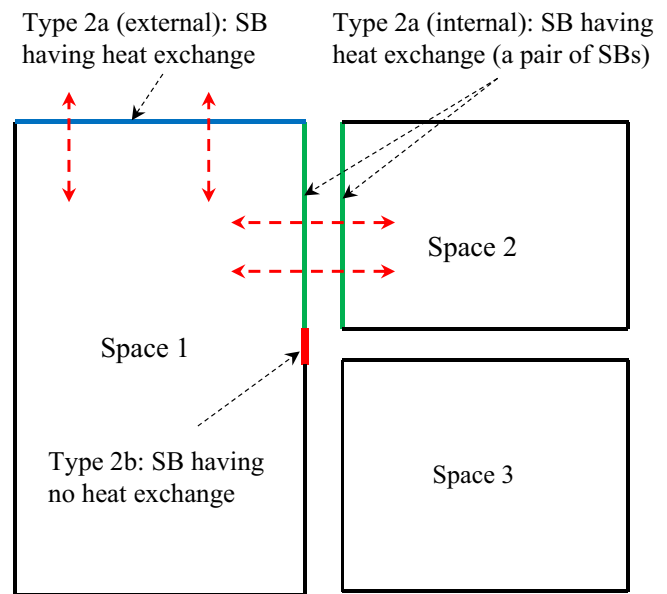 Type 2a (external): SB
having heat exchange
Type 2a (internal): SB having
heat exchange (a pair of SBs)
Space 2
Space 1
Type 2b: SB having
no heat exchange
Space 3